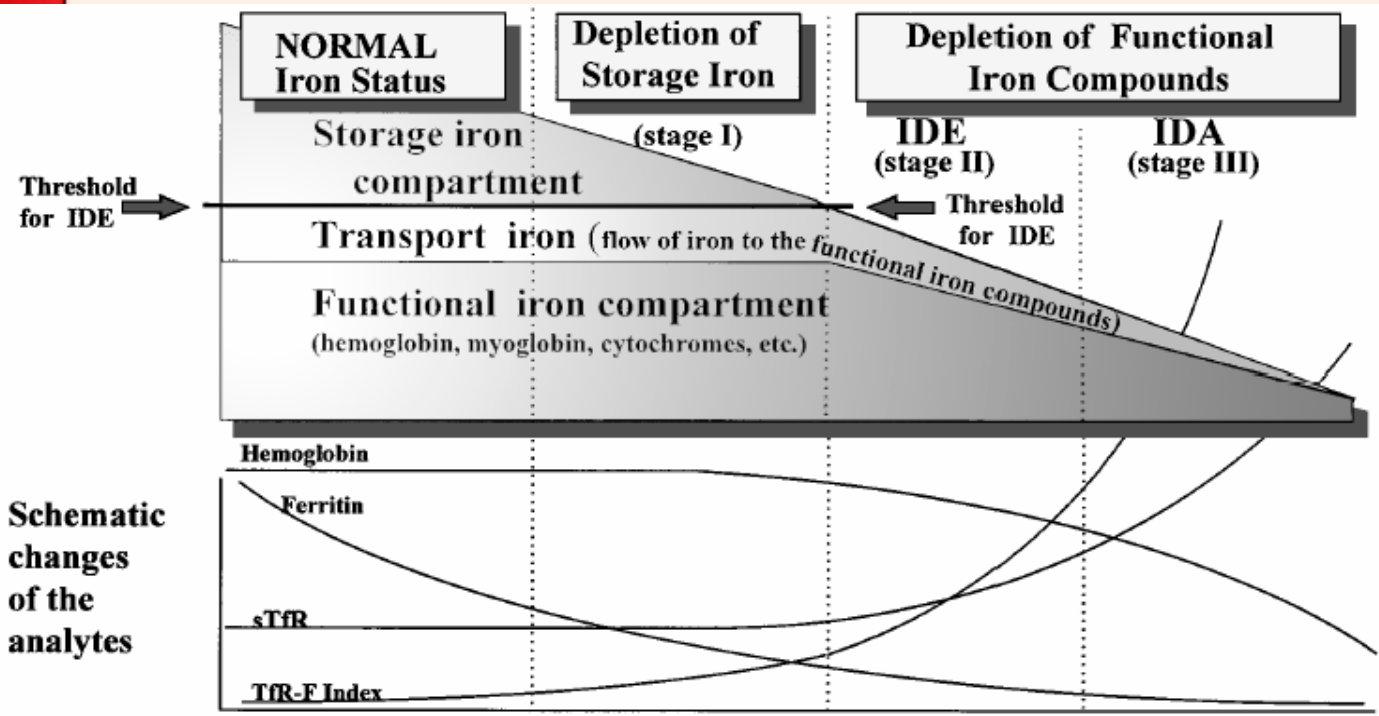 NORMAL
Iron Status
Depletion of
Storage Iron
Depletion of Functional
Iron Compounds
Storage iron
compartment
(stage I)
IDE
(stage II)
IDA
(stage III)
Threshold
for IDE
Threshold
for IDE
Transport iron (flow of iron to the functional iron compounds)
Functional iron compartment
(hemoglobin, myoglobin, cytochromes, etc.)
Hemoglobin
Ferritin
Schematic
changes
of the
analytes
sTfR
TfR-F Index